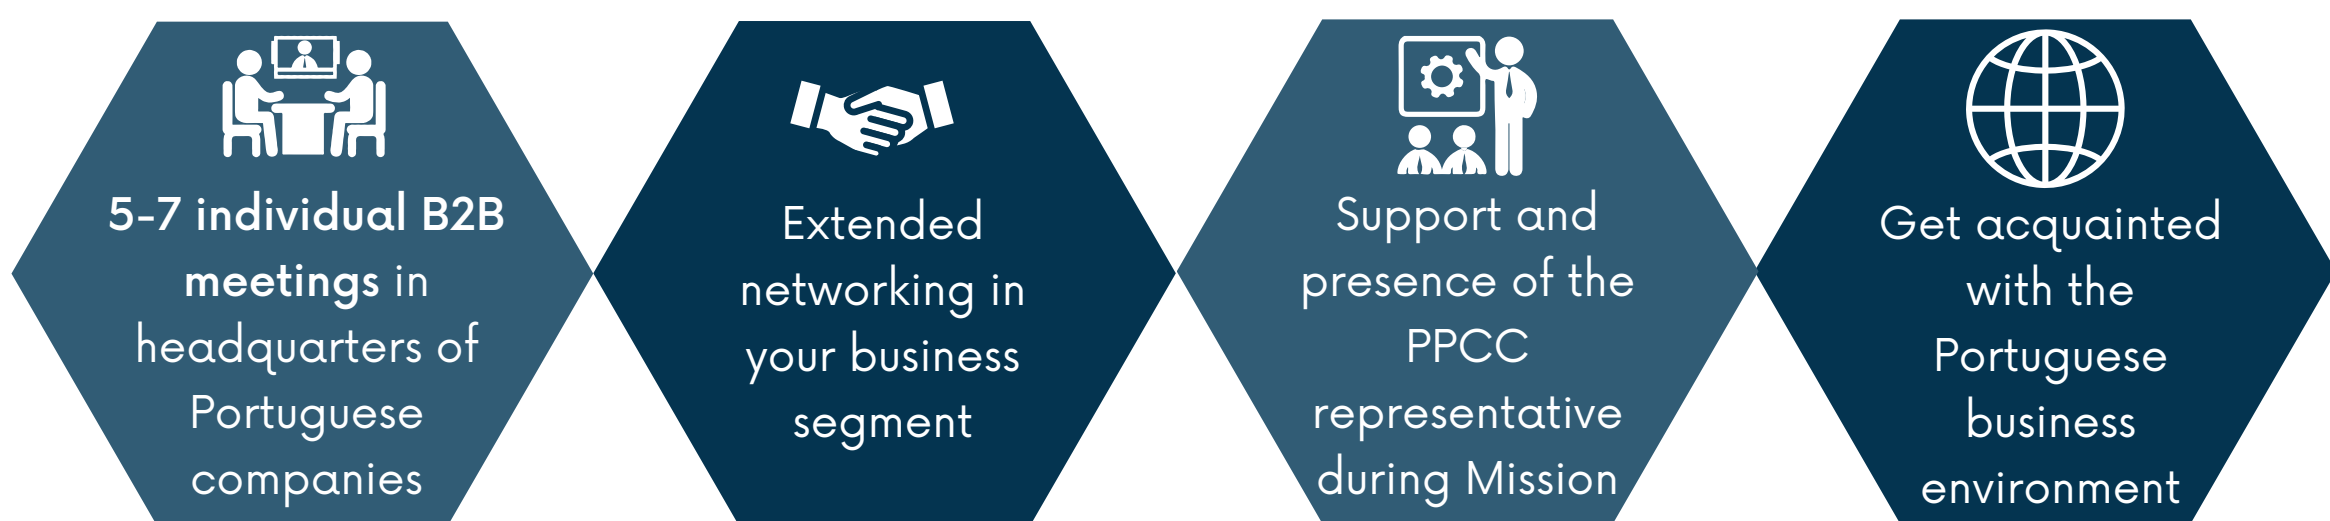 5-7 individual B2B
meetings in
headquarters of
Portuguese
companies
Extended
networking in
your business
segment
Support and
presence of the
PPCC
representative
during Mission
Get acquainted
with the
Portuguese
business
environment